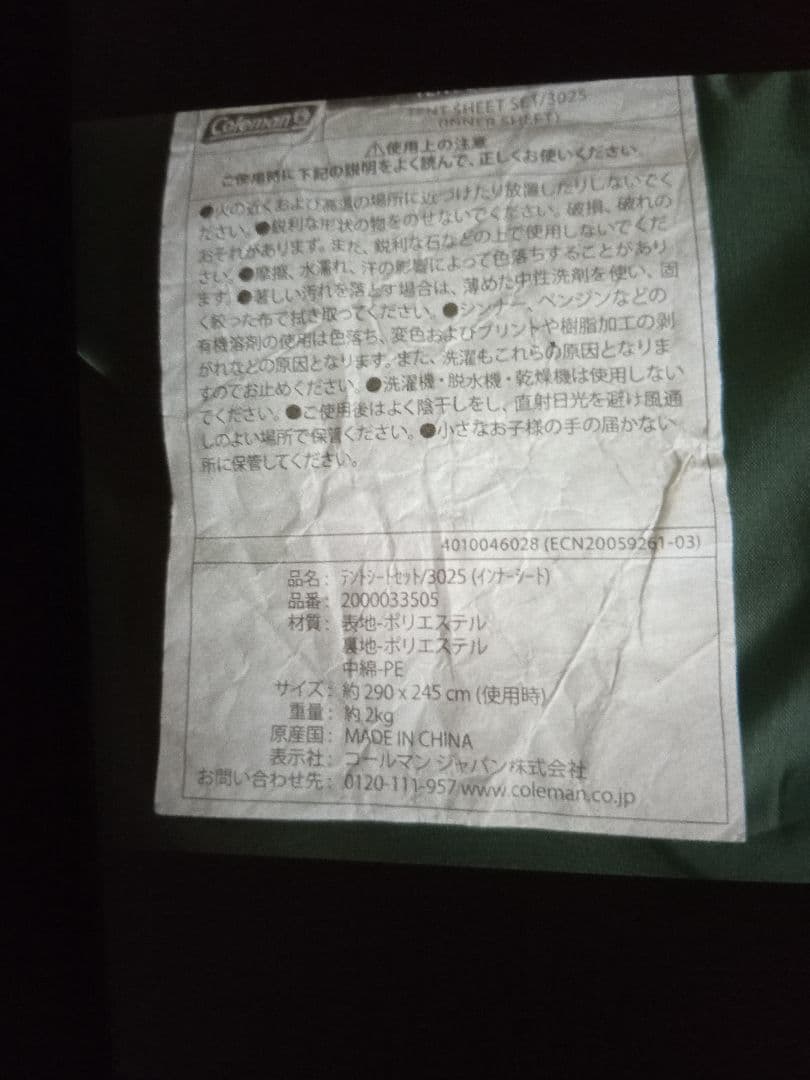 Coleman
TENT SHEET SET/3025
(INNER SHEET)
⚠使用上の注意
ご使用時に下記の説明をよく読んで、正しくお使いください。
●火の近くおよび高温の場所に近づけたり放置したりしないでく
ださい。●鋭利な形状の物をのせないでください。破損、破れの
おそれがあります。また、鋭利な石などの上で使用しないでくだ
さい。●摩擦、水濡れ、汗の影響によって色落ちすることがあり
ます。●著しい汚れを落とす場合は、薄めた中性洗剤を使い、固
く絞った布で拭き取ってください。●シンナー、ベンジンなどの
有機溶剤の使用は色落ち、変色およびプリントや樹脂加工の剥
がれなどの原因となります。また、洗濯もこれらの原因となりま
すのでお止めください。●洗濯機・脱水機・乾燥機は使用しない
でください。●ご使用後はよく陰干しをし、直射日光を避け風通
しのよい場所で保管ください。●小さなお子様の手の届かない
所に保管してください。
4010046028 (ECN20059261-03)
品名: テントシートセット/3025 (インナーシート)
品番: 2000033505
材質: 表地-ポリエステル
裏地-ポリエステル
中綿-PE
サイズ: 約 290 x 245 cm (使用時)
重量: 約 2kg
原産国: MADE IN CHINA
表示社: コールマン ジャパン株式会社
お問い合わせ先: 0120-111-957 www.coleman.co.jp